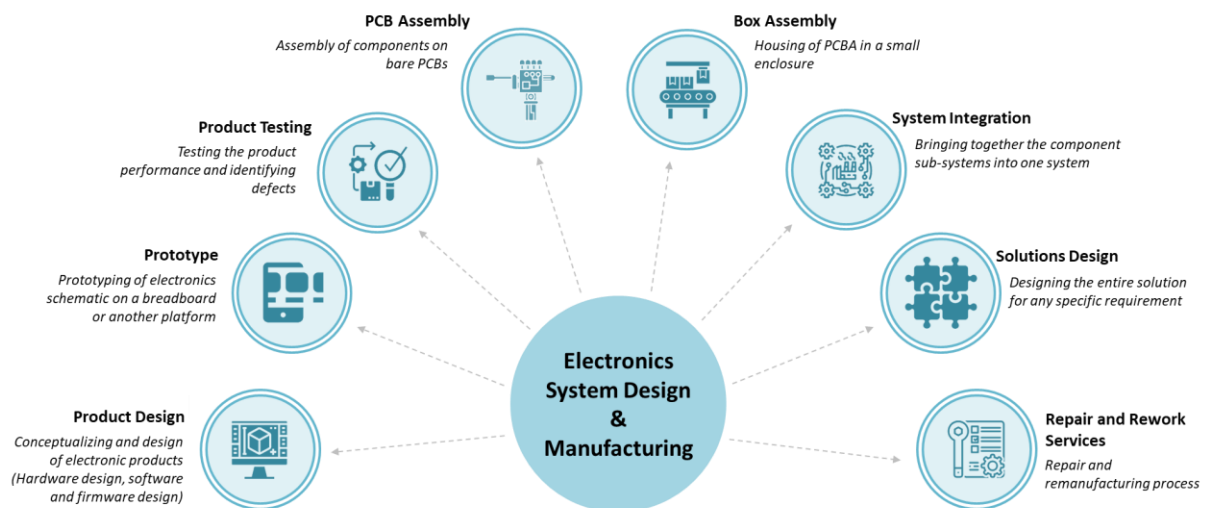 PCB Assembly
Assembly of components on
bare PCBs
Box Assembly
Housing of PCBA in a small
enclosure
Product Testing
Testing the product
performance and identifying
defects
System Integration
Bringing together the component
sub-systems into one system
Prototype
Prototyping of electronics
schematic on a breadboard
or another platform
Solutions Design
Designing the entire solution
for any specific requirement
Electronics
System Design
&
Manufacturing
Product Design
Conceptualizing and design
of electronic products
(Hardware design, software
and firmware design)
Repair and Rework
Services
Repair and
remanufacturing process